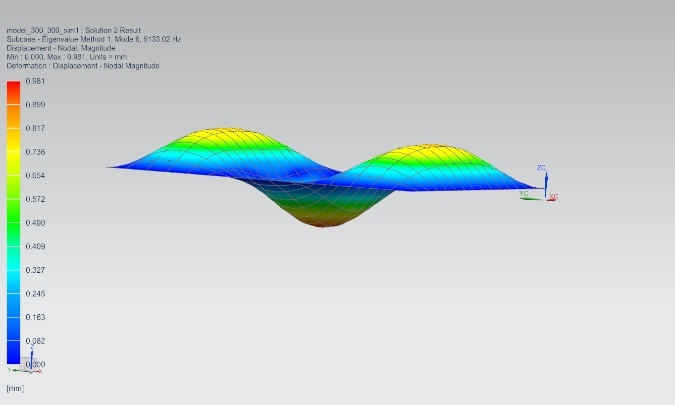 model_300_300_sim1 : Solution 2 Result
Subcase - Eigenvalue Method 1, Mode 6, 5133.02 Hz
Displacement - Nodal, Magnitude
Min : 0.000, Max : 0.981, Units = mm
Deformation : Displacement - Nodal Magnitude
0.981
0.899
0.817
0.736
0.654
0.572
0.490
0.409
0.327
0.245
0.163
0.082
0.000
[mm]
ZC
YC
XC
Z
Y
X